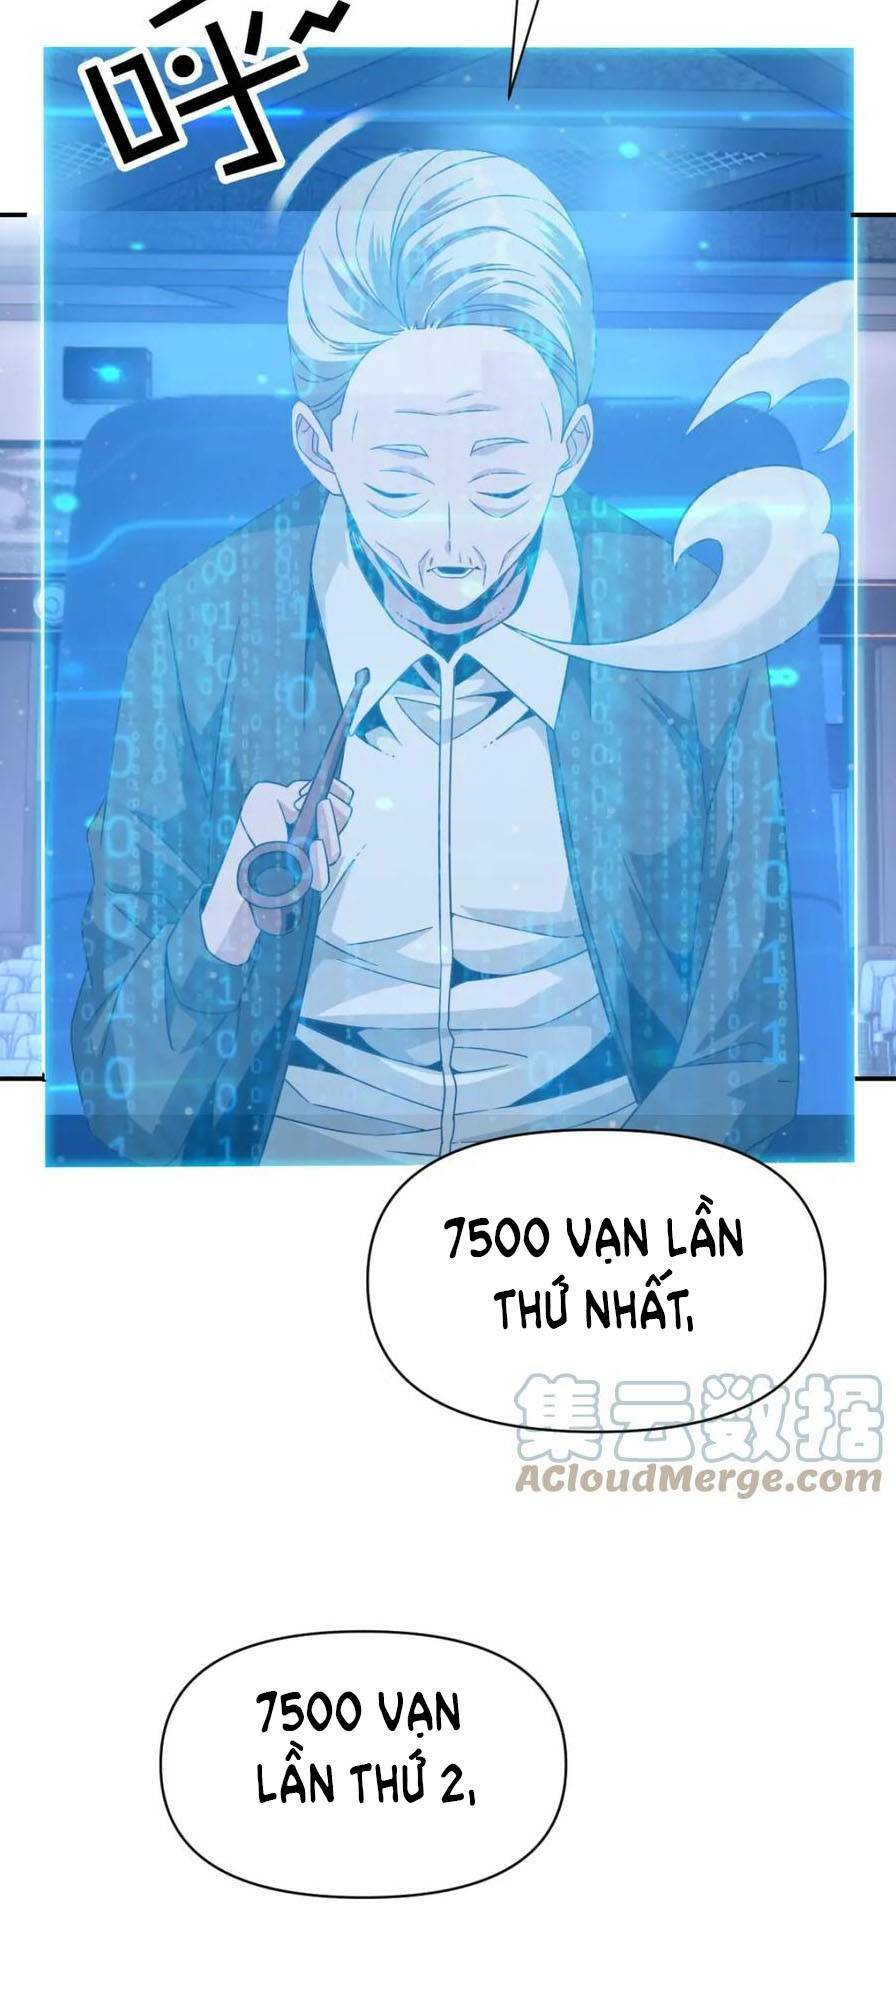 呼
7500 VẠN LẦN
THỨ NHẤT,
集云数据
ACloudMerge.com
7500 VẠN
LẦN THỨ 2,